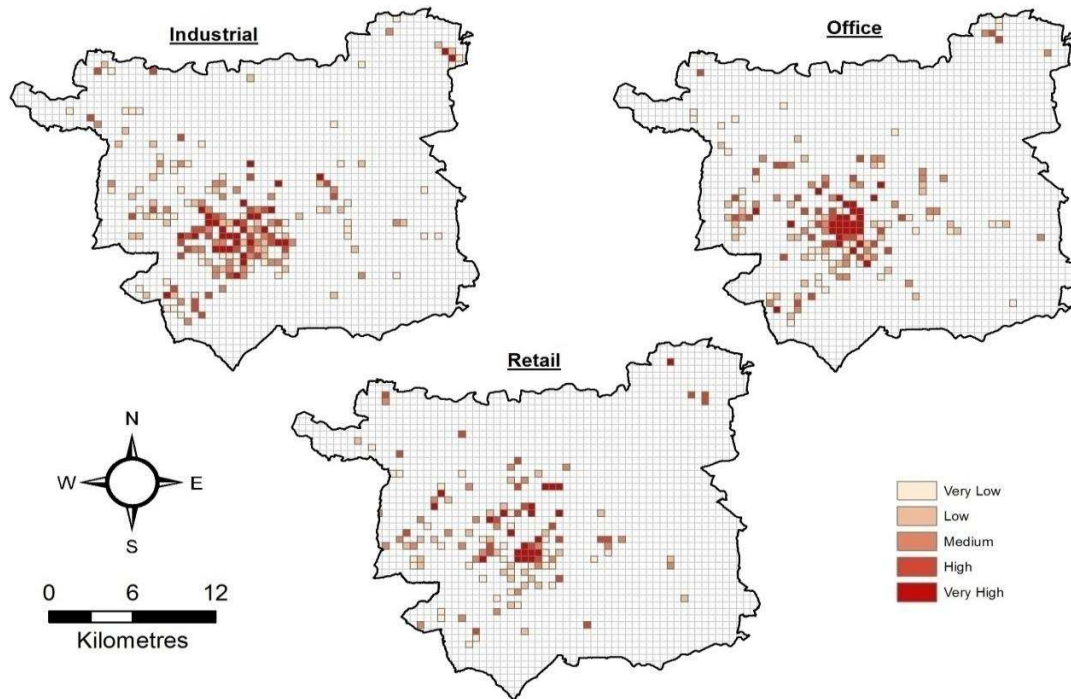 Industrial
Office
Retail
N
W E
S
0 6 12
Kilometres
Very Low
Low
Medium
High
Very High